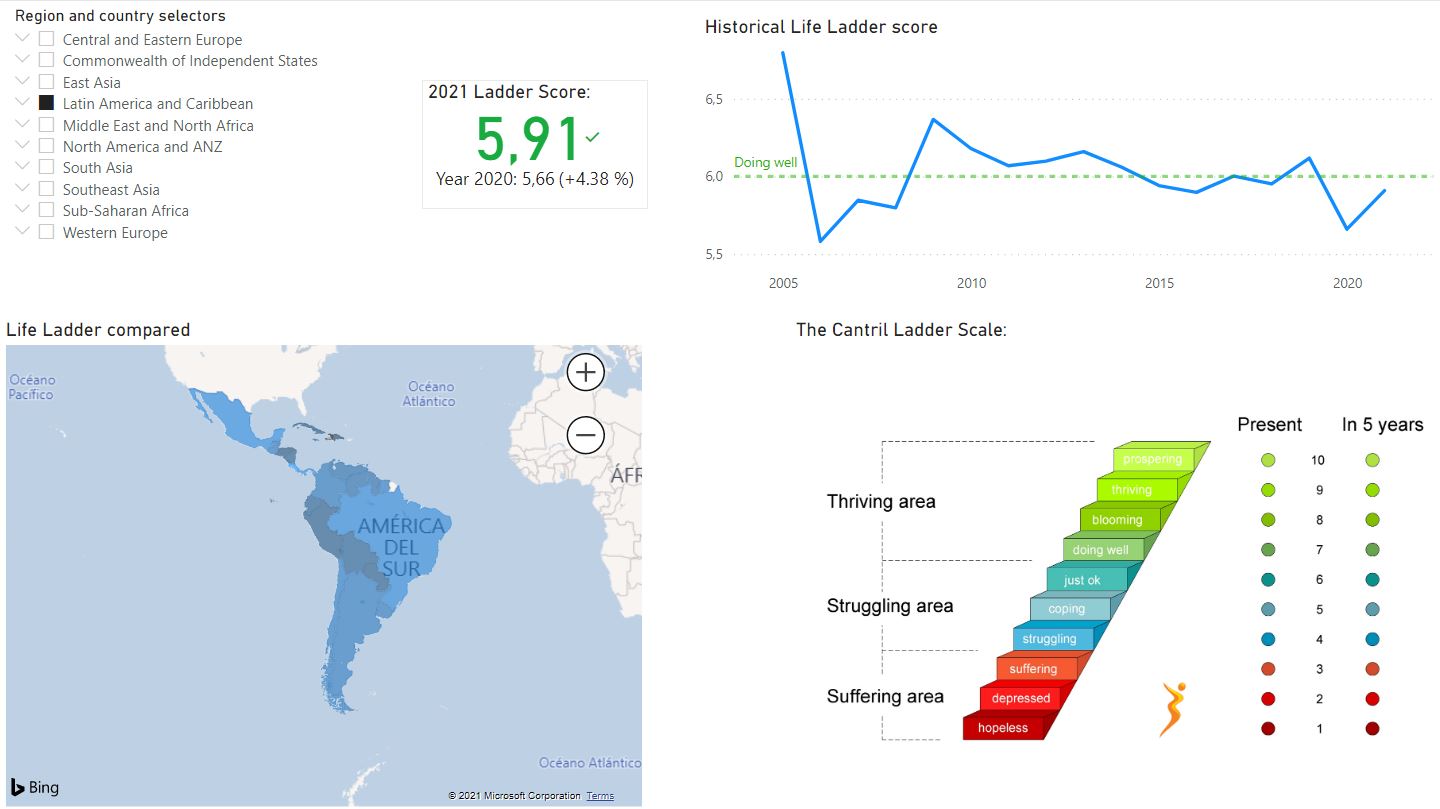 Region and country selectors
Central and Eastern Europe
Commonwealth of Independent States
East Asia
Latin America and Caribbean
Middle East and North Africa
North America and ANZ
South Asia
Southeast Asia
Sub-Saharan Africa
Western Europe
2021 Ladder Score:
5,91
Year 2020: 5,66 (+4.38 %)
Historical Life Ladder score
6,5
Doing well
6,0
5,5
2005 2010 2015 2020
Life Ladder compared
Océano
Pacífico
Océano
Atlántico
ÁFR
AMÉRICA
DEL
SUR
Océano Atlántico
Bing
© 2021 Microsoft Corporation Terms
The Cantril Ladder Scale:
Present In 5 years
prospering 10
thriving 9
Thriving area
blooming 8
doing well 7
just ok 6
Struggling area
coping 5
struggling 4
suffering 3
Suffering area
depressed 2
hopeless 1